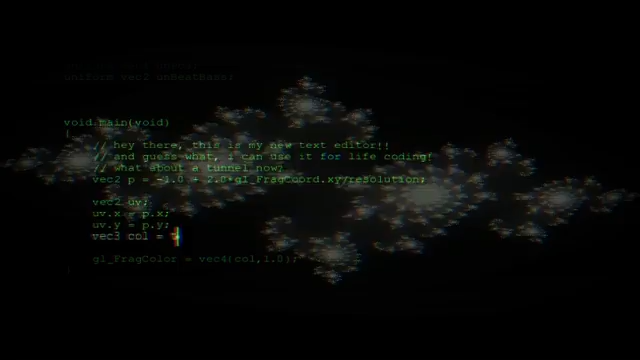 uniform vec2 unBeatBass;
void main(void)
{
// hey there, this is my new text editor!!
// and guess what, i can use it for life coding!
// what about a tunnel now?
vec2 p = -1.0 + 2.0*gl_FragCoord.xy/resolution;
vec2 uv;
uv.x = p.x;
uv.y = p.y;
vec3 col =
gl_FragColor = vec4(col,1.0);
}